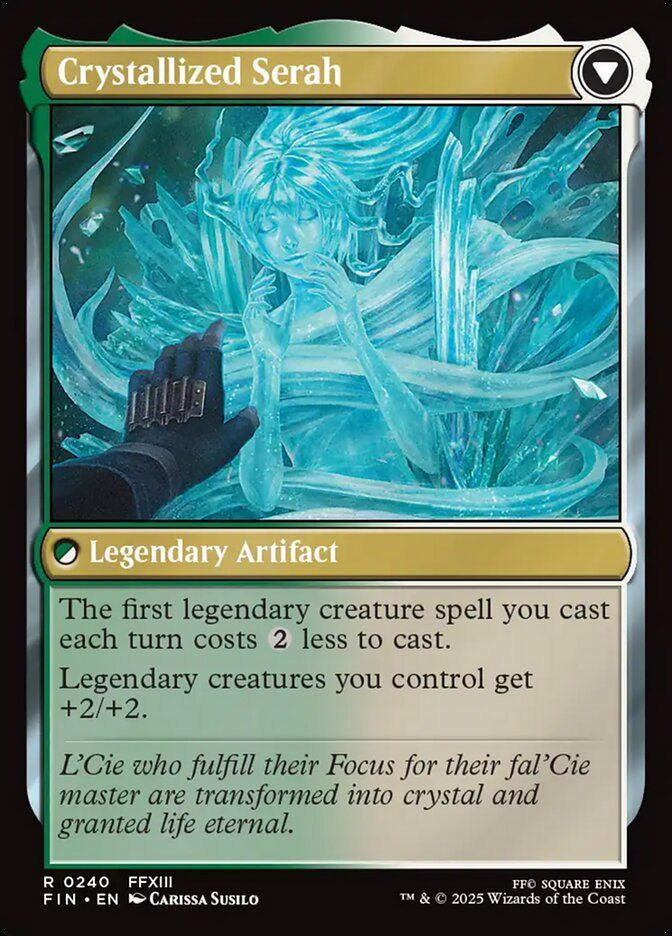 Crystallized Serah
Legendary Artifact
The first legendary creature spell you cast
each turn costs 2 less to cast.
Legendary creatures you control get
+2/+2.
L'Cie who fulfill their Focus for their fal'Cie
master are transformed into crystal and
granted life eternal.
R 0240 FFXIII
FIN • EN Carissa Susilo
FF© SQUARE ENIX
™ & © 2025 Wizards of the Coast